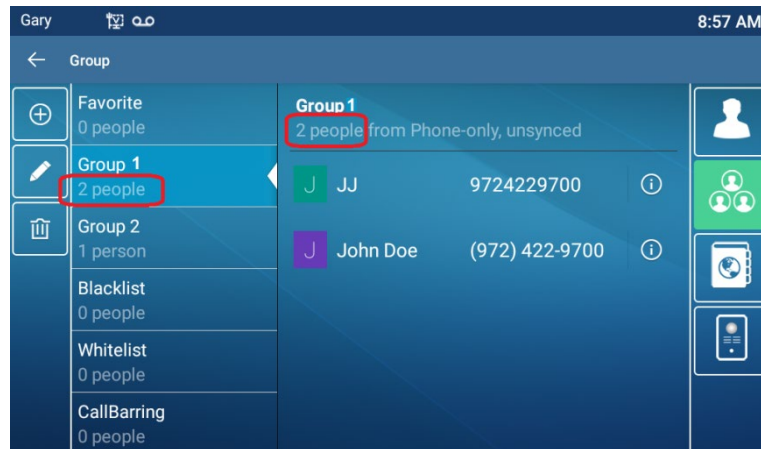 Gary 8:57 AM
Group
Favorite
0 people
Group 1
2 people
Group 2
1 person
Blacklist
0 people
Whitelist
0 people
CallBarring
0 people
Group1
2 people from Phone-only, unsynced
J JJ 9724229700
J John Doe (972) 422-9700